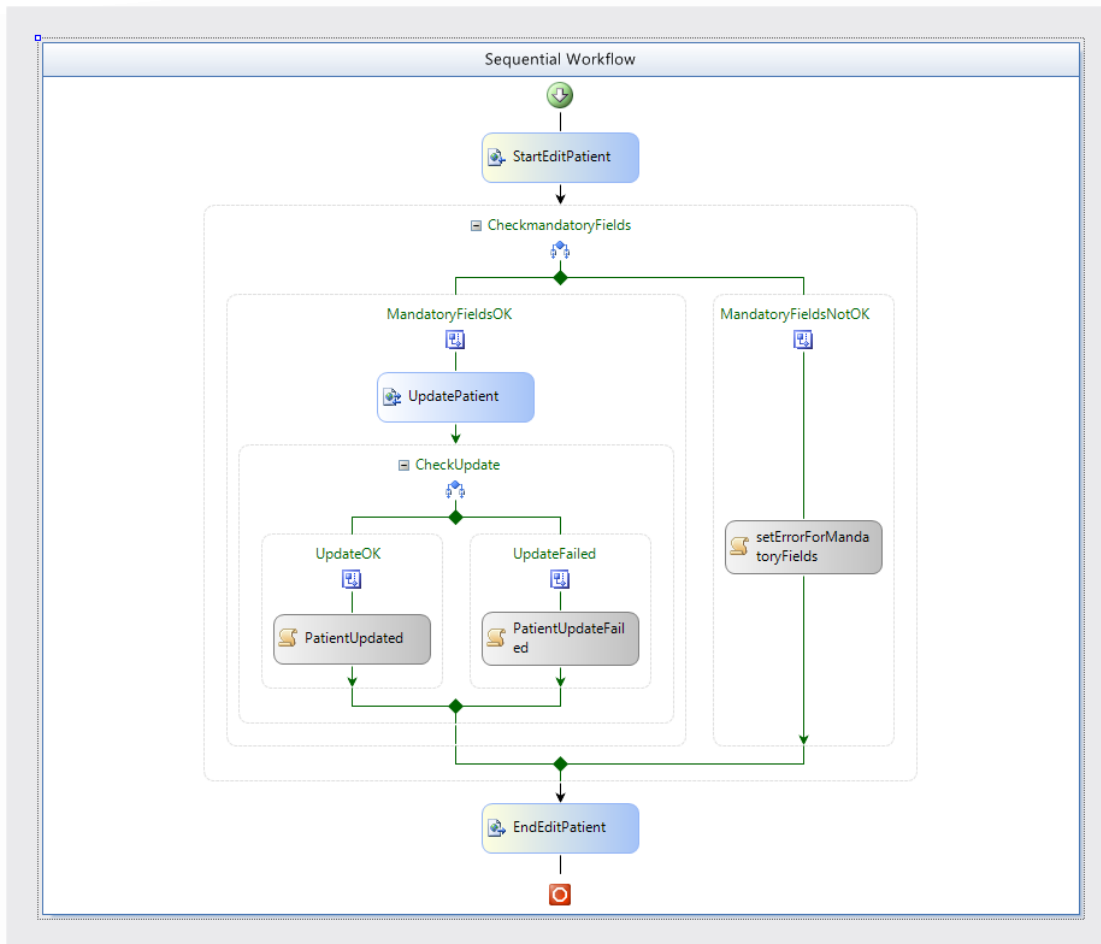 Sequential Workflow
StartEditPatient
CheckmandatoryFields
MandatoryFieldsOK
MandatoryFieldsNotOK
UpdatePatient
CheckUpdate
setErrorForManda
toryFields
UpdateOK
UpdateFailed
PatientUpdated
PatientUpdateFail
ed
EndEditPatient